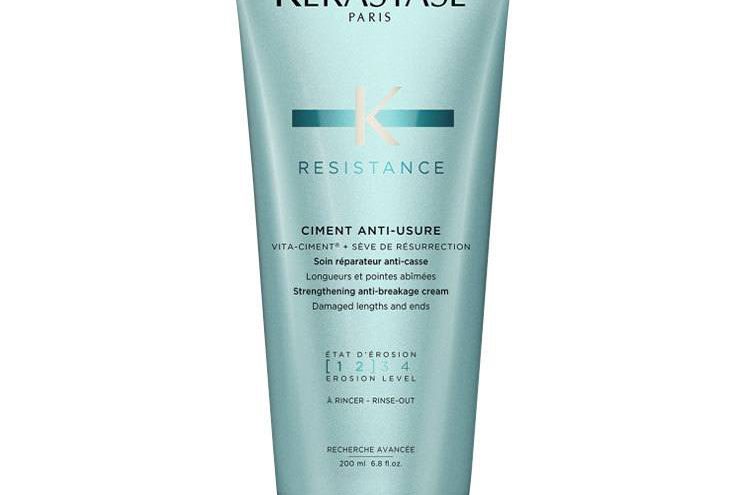 KÉRASTASE
PARIS
K
RESISTANCE
CIMENT ANTI-USURE
VITA-CIMENT® + SÈVE DE RÉSURRECTION
Soin réparateur anti-casse
Longueurs et pointes abîmées
Strengthening anti-breakage cream
Damaged lengths and ends
ÉTAT D'ÉROSION
[1 2]3 4
EROSION LEVEL
À RINCER - RINSE-OUT
RECHERCHE AVANCÉE
200 ml 6.8 fl.oz.